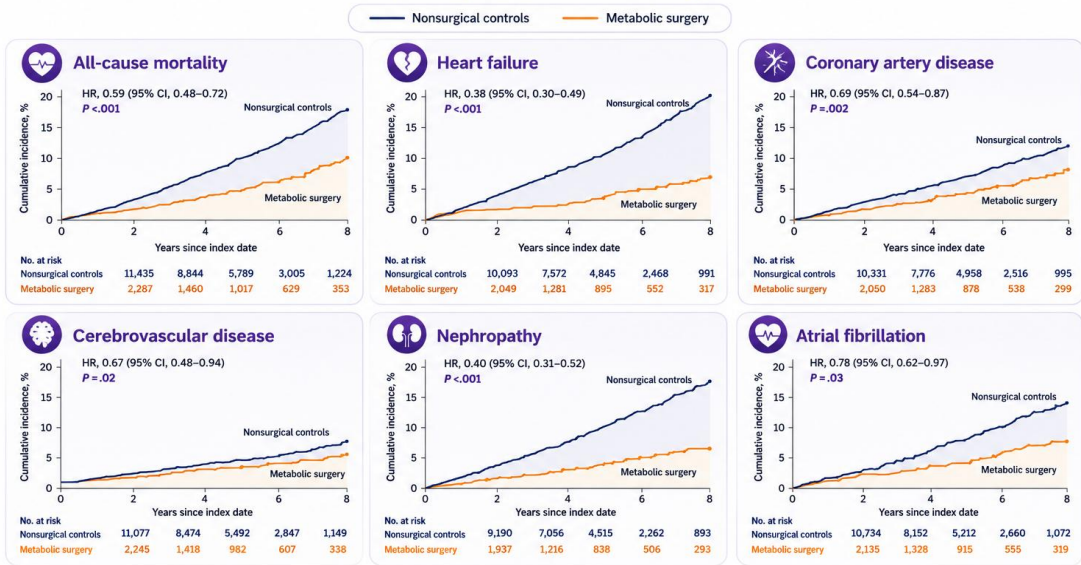 Nonsurgical controls Metabolic surgery
All-cause mortality
HR, 0.59 (95% CI, 0.48–0.72)
P <.001
Cumulative incidence, %
20
15
10
5
0
Nonsurgical controls
Metabolic surgery
0 2 4 6 8
Years since index date
No. at risk
Nonsurgical controls 11,435 8,844 5,789 3,005 1,224
Metabolic surgery 2,287 1,460 1,017 629 353
Heart failure
HR, 0.38 (95% CI, 0.30–0.49)
P <.001
Cumulative incidence, %
20
15
10
5
0
Nonsurgical controls
Metabolic surgery
0 2 4 6 8
Years since index date
No. at risk
Nonsurgical controls 10,093 7,572 4,845 2,468 991
Metabolic surgery 2,049 1,281 895 552 317
Coronary artery disease
HR, 0.69 (95% CI, 0.54–0.87)
P =.002
Cumulative incidence, %
20
15
10
5
0
Nonsurgical controls
Metabolic surgery
0 2 4 6 8
Years since index date
No. at risk
Nonsurgical controls 10,331 7,776 4,958 2,516 995
Metabolic surgery 2,050 1,283 878 538 299
Cerebrovascular disease
HR, 0.67 (95% CI, 0.48–0.94)
P =.02
Cumulative incidence, %
20
15
10
5
0
Nonsurgical controls
Metabolic surgery
0 2 4 6 8
Years since index date
No. at risk
Nonsurgical controls 11,077 8,474 5,492 2,847 1,149
Metabolic surgery 2,245 1,418 982 607 338
Nephropathy
HR, 0.40 (95% CI, 0.31–0.52)
P <.001
Cumulative incidence, %
20
15
10
5
0
Nonsurgical controls
Metabolic surgery
0 2 4 6 8
Years since index date
No. at risk
Nonsurgical controls 9,190 7,056 4,515 2,262 893
Metabolic surgery 1,937 1,216 838 506 293
Atrial fibrillation
HR, 0.78 (95% CI, 0.62–0.97)
P =.03
Cumulative incidence, %
20
15
10
5
0
Nonsurgical controls
Metabolic surgery
0 2 4 6 8
Years since index date
No. at risk
Nonsurgical controls 10,734 8,152 5,212 2,660 1,072
Metabolic surgery 2,135 1,328 915 555 319